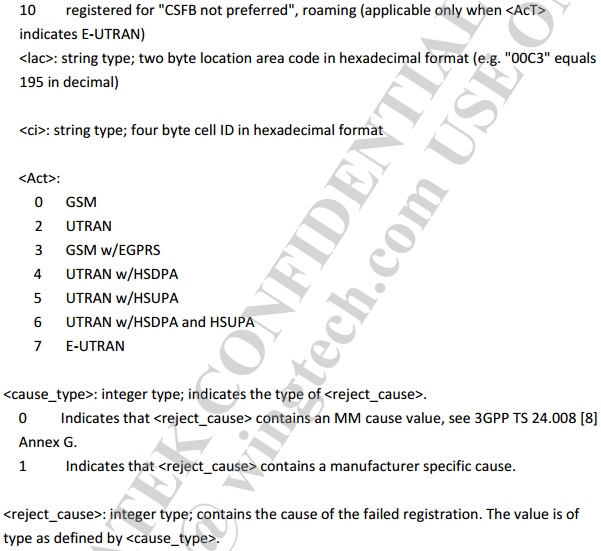 10 registered for "CSFB not preferred", roaming (applicable only when <AcT>
indicates E-UTRAN)
<lac>: string type; two byte location area code in hexadecimal format (e.g. "00C3" equals
195 in decimal)
<ci>: string type; four byte cell ID in hexadecimal format
<Act>:
0 GSM
2 UTRAN
3 GSM w/EGPRS
4 UTRAN w/HSDPA
5 UTRAN w/HSUPA
6 UTRAN w/HSDPA and HSUPA
7 E-UTRAN
<cause_type>: integer type; indicates the type of <reject_cause>.
0 Indicates that <reject_cause> contains an MM cause value, see 3GPP TS 24.008 [8]
Annex G.
1 Indicates that <reject_cause> contains a manufacturer specific cause.
<reject_cause>: integer type; contains the cause of the failed registration. The value is of
type as defined by <cause_type>.
CONFIDENTIAL
@ wingtech.com USE